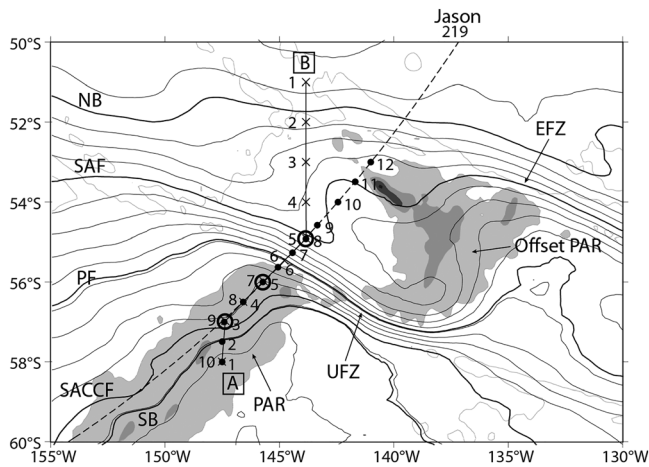 Jason
219
50°S
B
1
NB
52°S
2
EFZ
SAF
3
12
11
54°S
4
10
9
5
8
Offset PAR
7
6
6
56°S
PF
7
5
8
4
9
3
UFZ
2
58°S
10
1
SACCF
A
PAR
SB
60°S
155°W
150°W
145°W
140°W
135°W
130°W